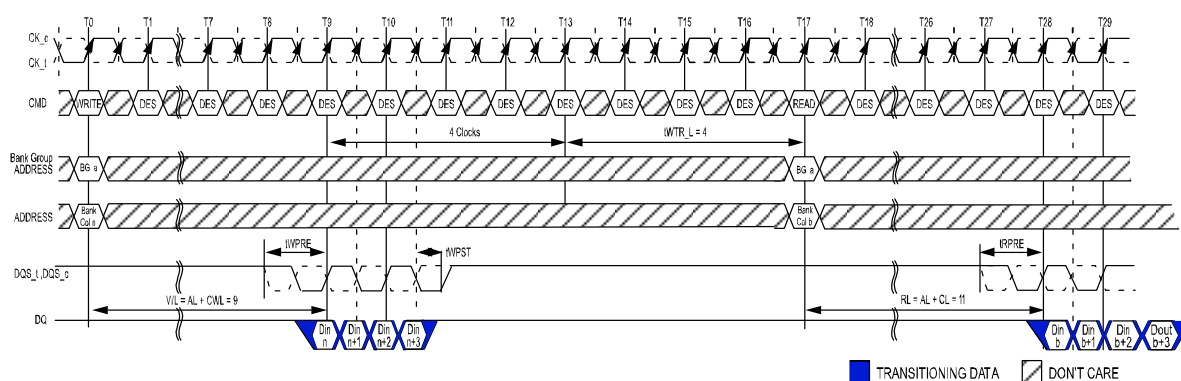 T0 T1 T7 T8 T9 T10 T11 T12 T13 T14 T15 T16 T17 T18 T26 T27 T28 T29
CK_c
CK_t
CMD WRITE DES DES DES DES DES DES DES DES DES DES DES READ DES DES DES DES DES
4 Clocks tWTR_L = 4
Bank Group
ADDRESS BG a BG a
ADDRESS Bank Col n Bank Col b
tWPRE tWPST tRPRE
DQS_t ,DQS_c
WL = AL + CWL = 9 RL = AL + CL = 11
DQ Din n Din n+1 Din n+2 Din n+3 Din b Din b+1 Din b+2 Dout b+3
TRANSITIONING DATA DON'T CARE